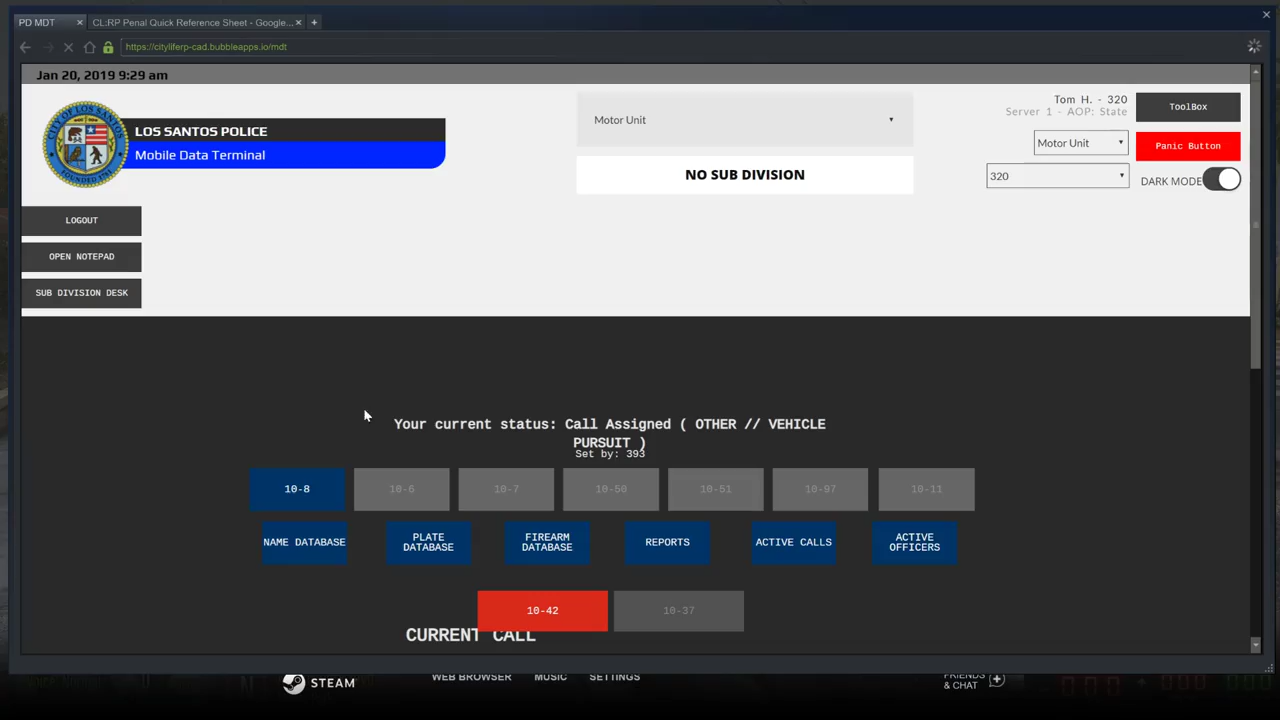 PD MDT
CL:RP Penal Quick Reference Sheet - Google...
https://cityliferp-cad.bubbleapps.io/mdt
Jan 20, 2019 9:29 am
LOS SANTOS POLICE
Mobile Data Terminal
Motor Unit
NO SUB DIVISION
Tom H. - 320
Server 1 - AOP: State
Motor Unit
320
ToolBox
Panic Button
DARK MODE
LOGOUT
OPEN NOTEPAD
SUB DIVISION DESK
Your current status: Call Assigned ( OTHER // VEHICLE
PURSUIT )
Set by: 393
10-8
10-6
10-7
10-50
10-51
10-97
10-11
NAME DATABASE
PLATE
DATABASE
FIREARM
DATABASE
REPORTS
ACTIVE CALLS
ACTIVE
OFFICERS
10-42
10-37
CURRENT CALL
STEAM
WEB BROWSER
MUSIC
SETTINGS
FRIENDS
& CHAT